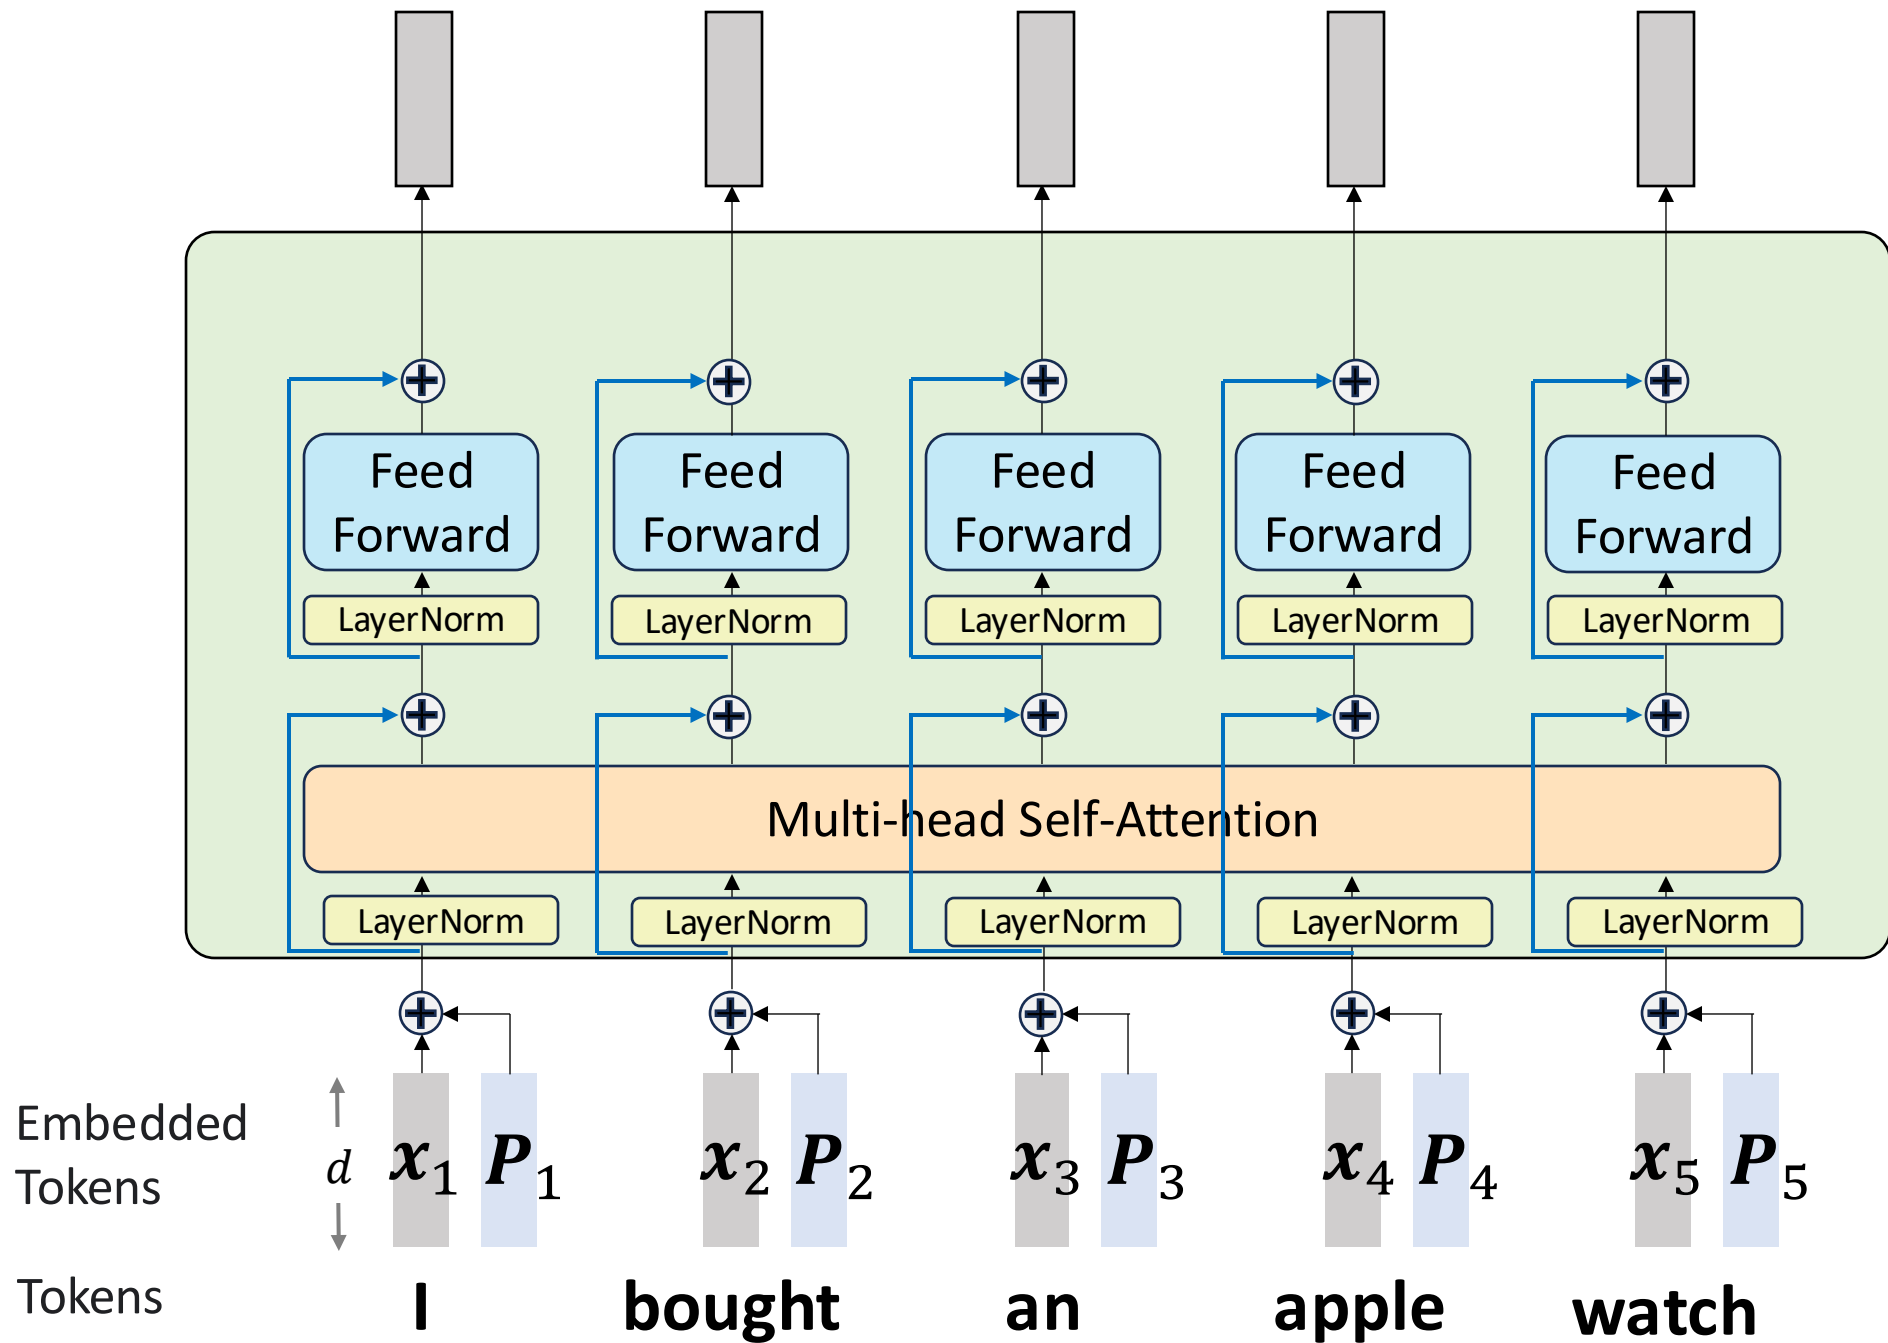 Feed Forward
Feed Forward
Feed Forward
Feed Forward
Feed Forward
LayerNorm LayerNorm LayerNorm LayerNorm LayerNorm
Multi-head Self-Attention
LayerNorm LayerNorm LayerNorm LayerNorm LayerNorm
Embedded
Tokens
d
x₁ P₁ x₂ P₂ x₃ P₃ x₄ P₄ x₅ P₅
Tokens I bought an apple watch